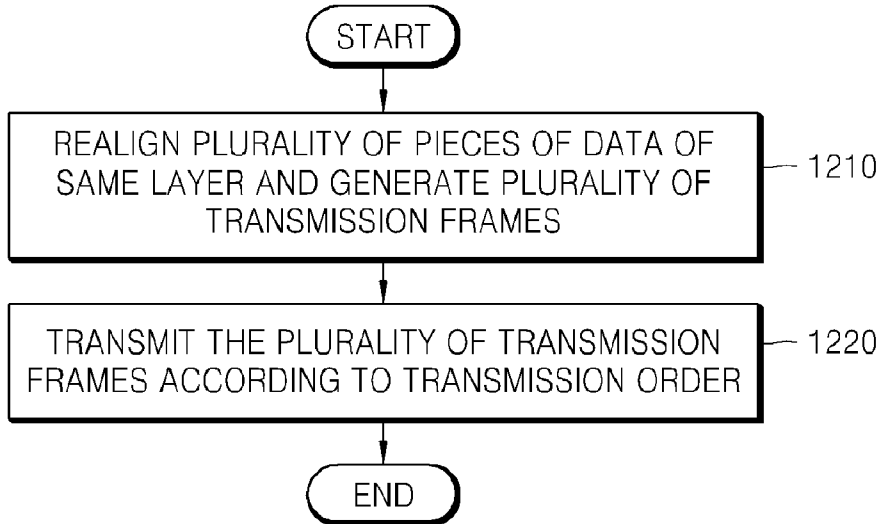 START
REALIGN PLURALITY OF PIECES OF DATA OF
SAME LAYER AND GENERATE PLURALITY OF
TRANSMISSION FRAMES
1210
TRANSMIT THE PLURALITY OF TRANSMISSION
FRAMES ACCORDING TO TRANSMISSION ORDER
1220
END